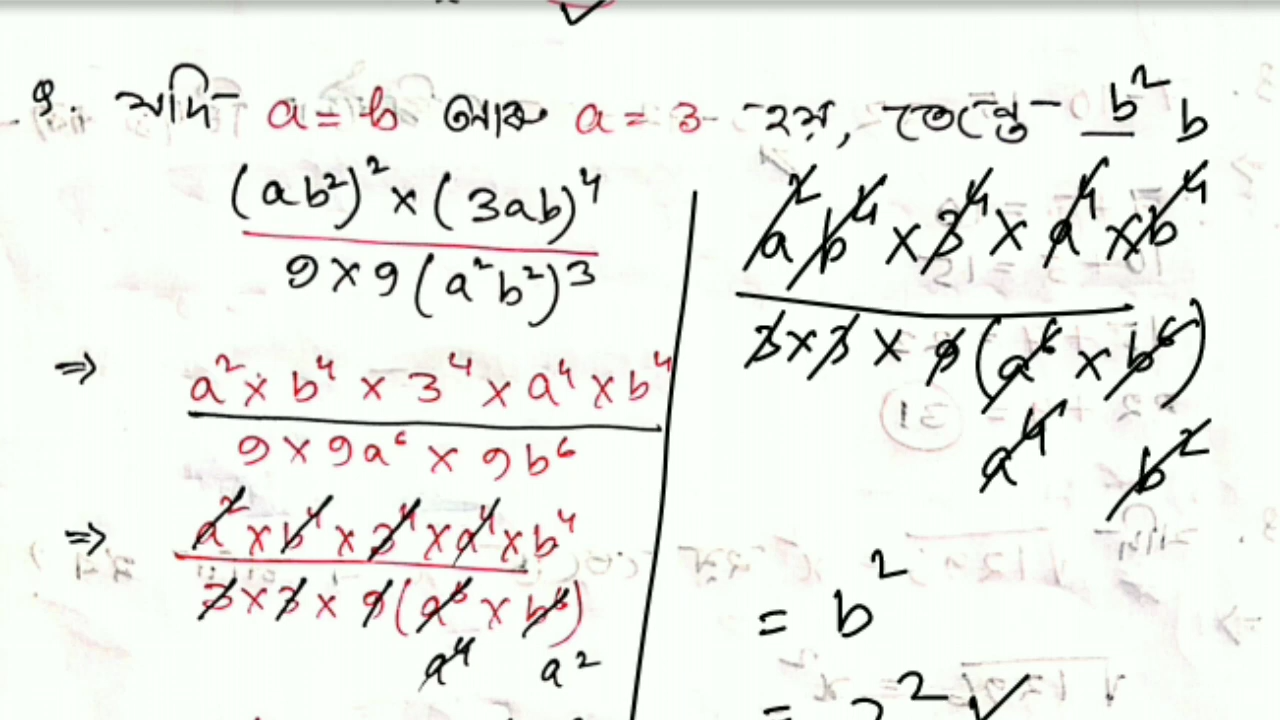 9. যদি a = b আৰু a = 3 হয়, তেন্তে b² b
(ab²)² × (3ab)⁴
9 × 9 (a²b²)³
⇒ a² × b⁴ × 3⁴ × a⁴ × b⁴
9 × 9a⁶ × 9b⁶
⇒ a² × b⁴ × 3⁴ × a⁴ × b⁴
3 × 3 × 9 (a⁶ × b⁶)
a⁴ a²
a² b⁴ × 3⁴ × a⁴ × b⁴
3 × 3 × 9 (a⁶ × b⁶)
a⁴ b²
= b²